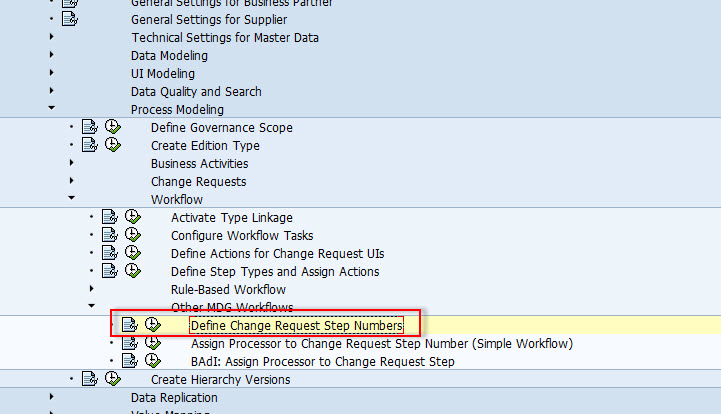 General Settings for Business Partner
General Settings for Supplier
Technical Settings for Master Data
Data Modeling
UI Modeling
Data Quality and Search
Process Modeling
Define Governance Scope
Create Edition Type
Business Activities
Change Requests
Workflow
Activate Type Linkage
Configure Workflow Tasks
Define Actions for Change Request UIs
Define Step Types and Assign Actions
Rule-Based Workflow
Other MDG Workflows
Define Change Request Step Numbers
Assign Processor to Change Request Step Number (Simple Workflow)
BAdI: Assign Processor to Change Request Step
Create Hierarchy Versions
Data Replication
Value Mapping